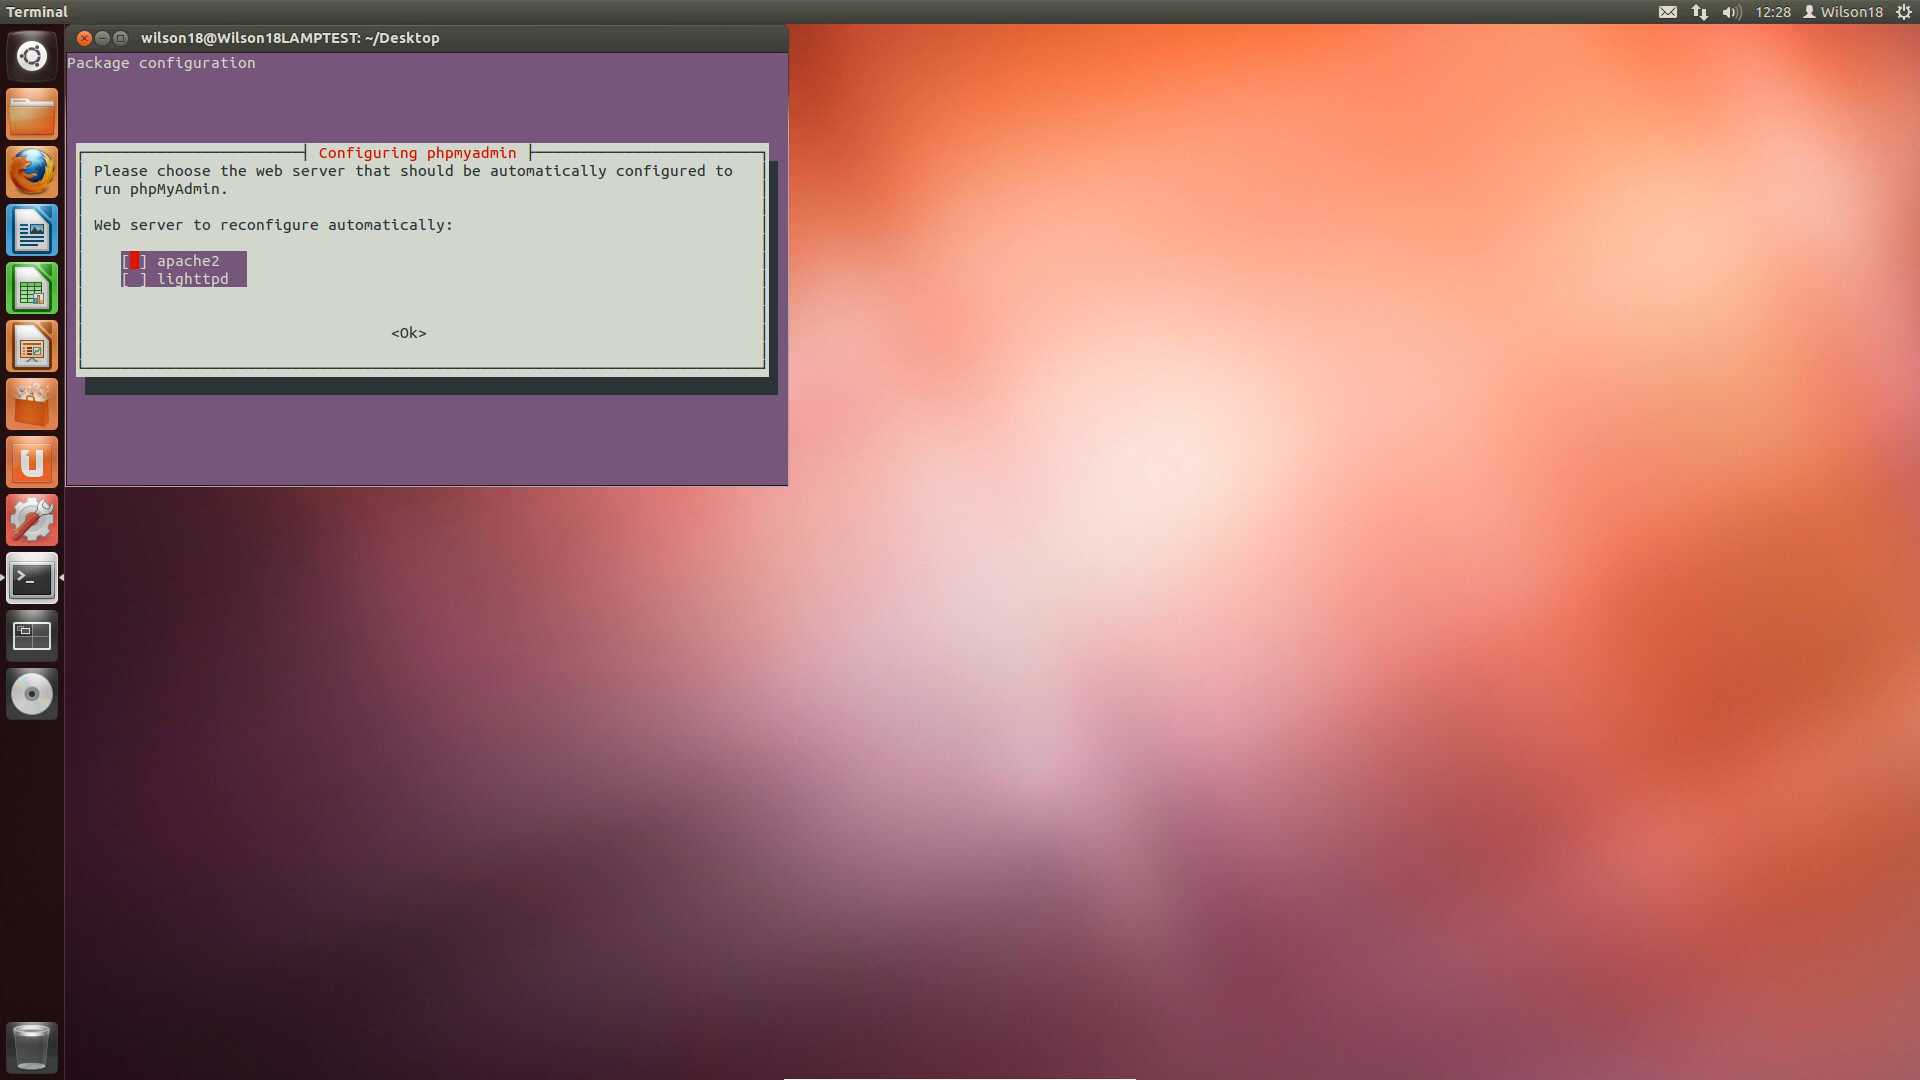 Terminal
12:28
Wilson18
wilson18@Wilson18LAMPTEST: ~/Desktop
Package configuration
Configuring phpmyadmin
Please choose the web server that should be automatically configured to
run phpMyAdmin.
Web server to reconfigure automatically:
[ ] apache2
[ ] lighttpd
<Ok>